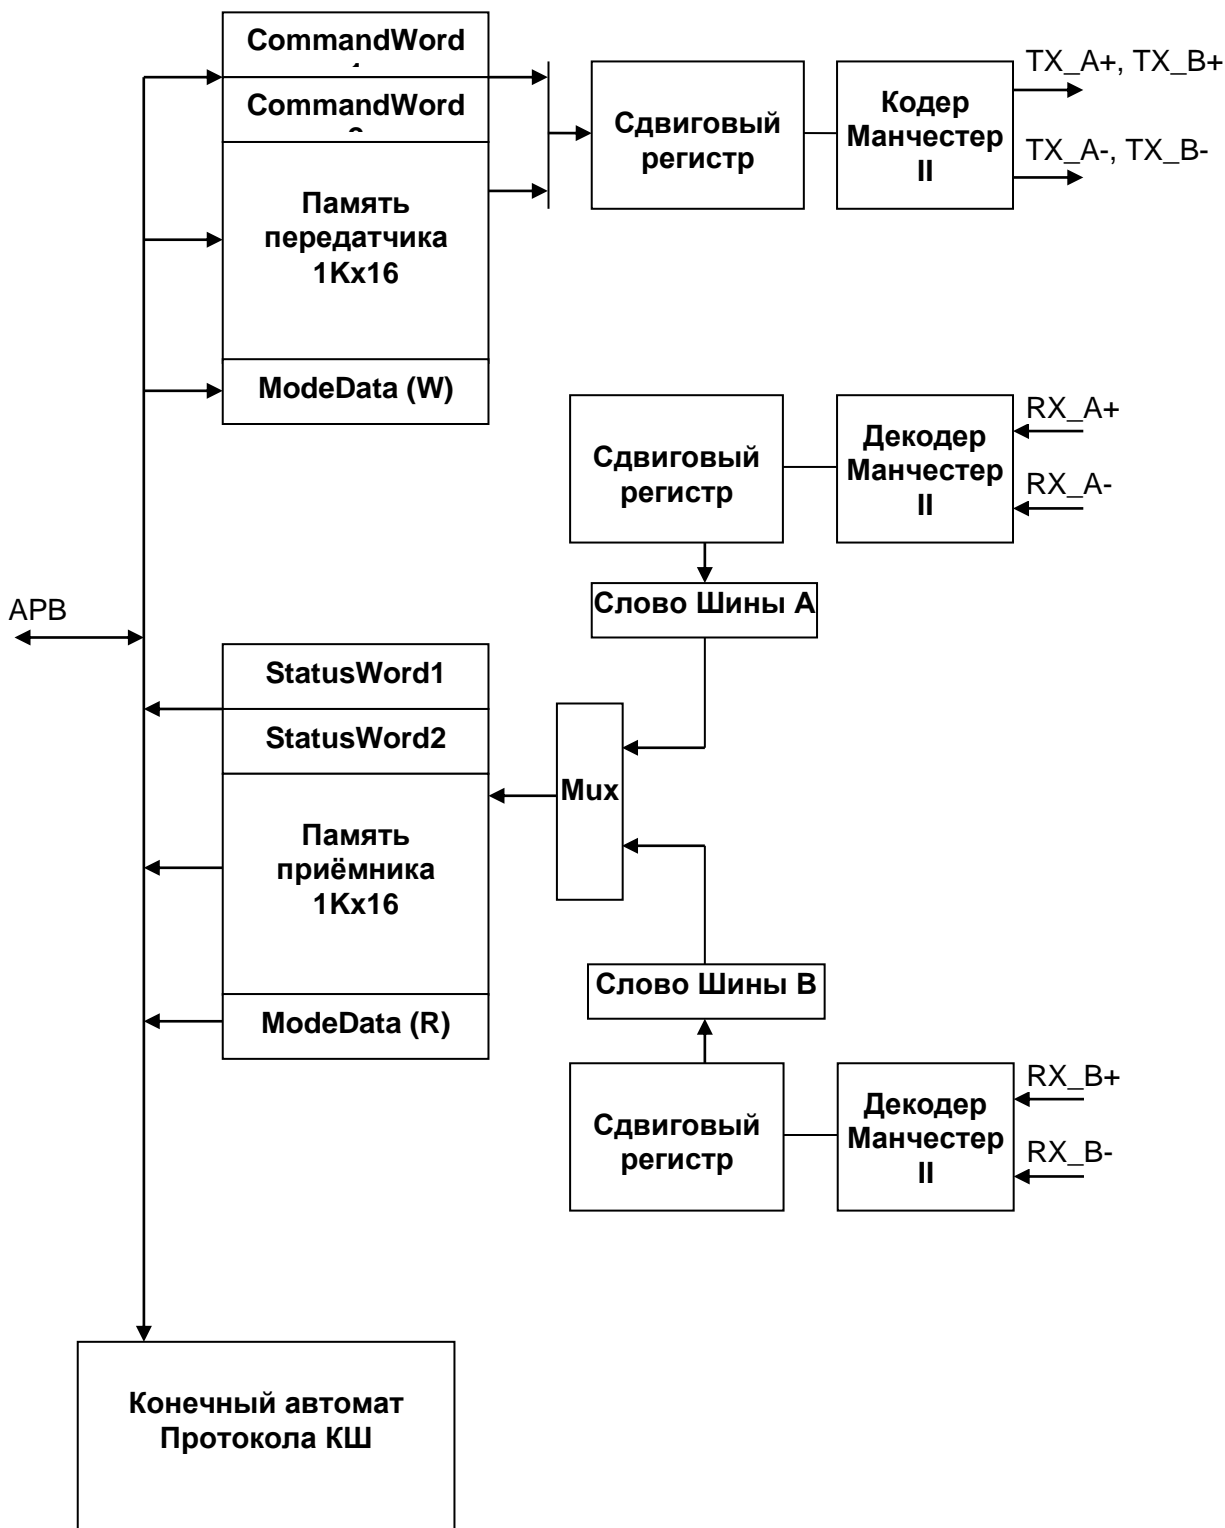 CommandWord
CommandWord
TX_A+, TX_B+
Сдвиговый
регистр
Кодер
Манчестер
II
TX_A-, TX_B-
Память
передатчика
1Kx16
ModeData (W)
Сдвиговый
регистр
Декодер
Манчестер
II
RX_A+
RX_A-
Слово Шины А
APB
StatusWord1
StatusWord2
Mux
Память
приёмника
1Kx16
ModeData (R)
Слово Шины В
Сдвиговый
регистр
Декодер
Манчестер
II
RX_B+
RX_B-
Конечный автомат
Протокола КШ